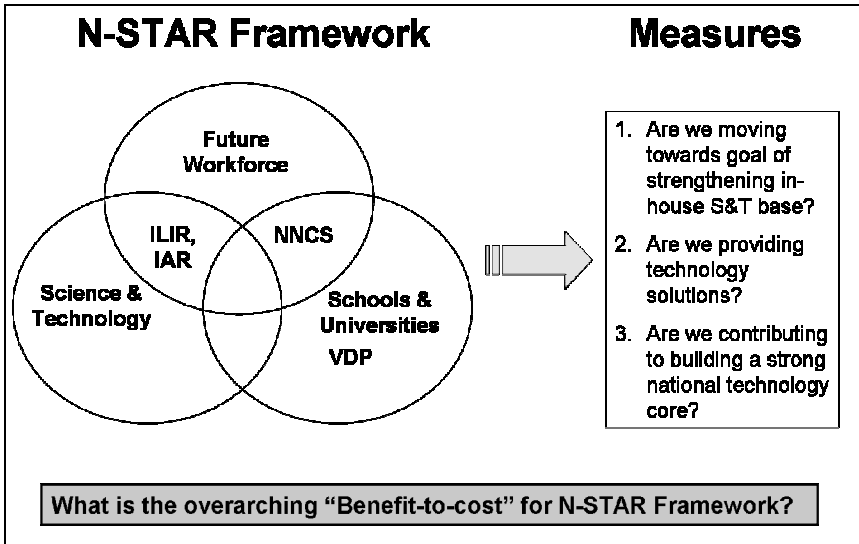 N-STAR Framework
Measures
Future
Workforce
ILIR,
IAR
NNCS
Science &
Technology
Schools &
Universities
VDP
1. Are we moving
towards goal of
strengthening in-
house S&T base?
2. Are we providing
technology
solutions?
3. Are we contributing
to building a strong
national technology
core?
What is the overarching “Benefit-to-cost” for N-STAR Framework?